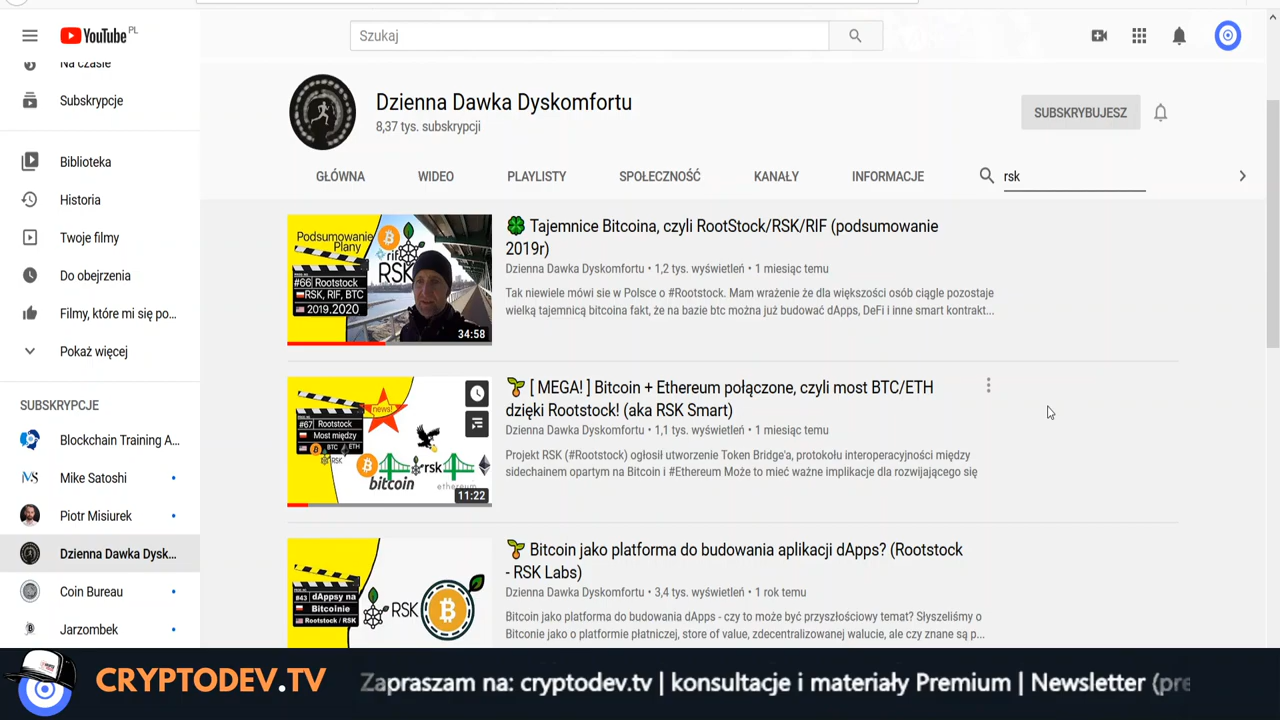 YouTube PL
Szukaj
Na czasie
Subskrypcje
Biblioteka
Historia
Twoje filmy
Do obejrzenia
Filmy, które mi się po...
Pokaż więcej
SUBSKRYPCJE
Blockchain Training A...
Mike Satoshi
Piotr Misiurek
Dzienna Dawka Dysk...
Coin Bureau
Jarzombek
Dzienna Dawka Dyskomfortu
8,37 tys. subskrypcji
SUBSKRYBUJESZ
GŁÓWNA WIDEO PLAYLISTY SPOŁECZNOŚĆ KANAŁY INFORMACJE rsk
Podsumowanie
Plany
rif
RSK
#66 Rootstock
RSK, RIF, BTC
2019.2020
34:58
Tajemnice Bitcoina, czyli RootStock/RSK/RIF (podsumowanie
2019r)
Dzienna Dawka Dyskomfortu • 1,2 tys. wyświetleń • 1 miesiąc temu
Tak niewiele mówi sie w Polsce o #Rootstock. Mam wrażenie że dla większości osób ciągle pozostaje
wielką tajemnicą bitcoina fakt, że na bazie btc można już budować dApps, DeFi i inne smart kontrakt...
news!
#67 Rootstock
Most między
BTC ETH
RSK
rsk
bitcoin
ethereum
11:22
[ MEGA! ] Bitcoin + Ethereum połączone, czyli most BTC/ETH
dzięki Rootstock! (aka RSK Smart)
Dzienna Dawka Dyskomfortu • 1,1 tys. wyświetleń • 1 miesiąc temu
Projekt RSK (#Rootstock) ogłosił utworzenie Token Bridge'a, protokołu interoperacyjności między
sidechainem opartym na Bitcoin i #Ethereum Może to mieć ważne implikacje dla rozwijającego się
#43 dAppsy na
Bitcoinie
Rootstock / RSK
RSK
Bitcoin jako platforma do budowania aplikacji dApps? (Rootstock
- RSK Labs)
Dzienna Dawka Dyskomfortu • 3,4 tys. wyświetleń • 1 rok temu
Bitcoin jako platforma do budowania dApps - czy to może być przyszłościowy temat? Słyszeliśmy o
Bitconie jako o platformie płatniczej, store of value, zdecentralizowanej walucie, ale czy znane są p...
CRYPTODEV.TV
Zapraszam na: cryptodev.tv | konsultacje i materiały Premium | Newsletter (pre